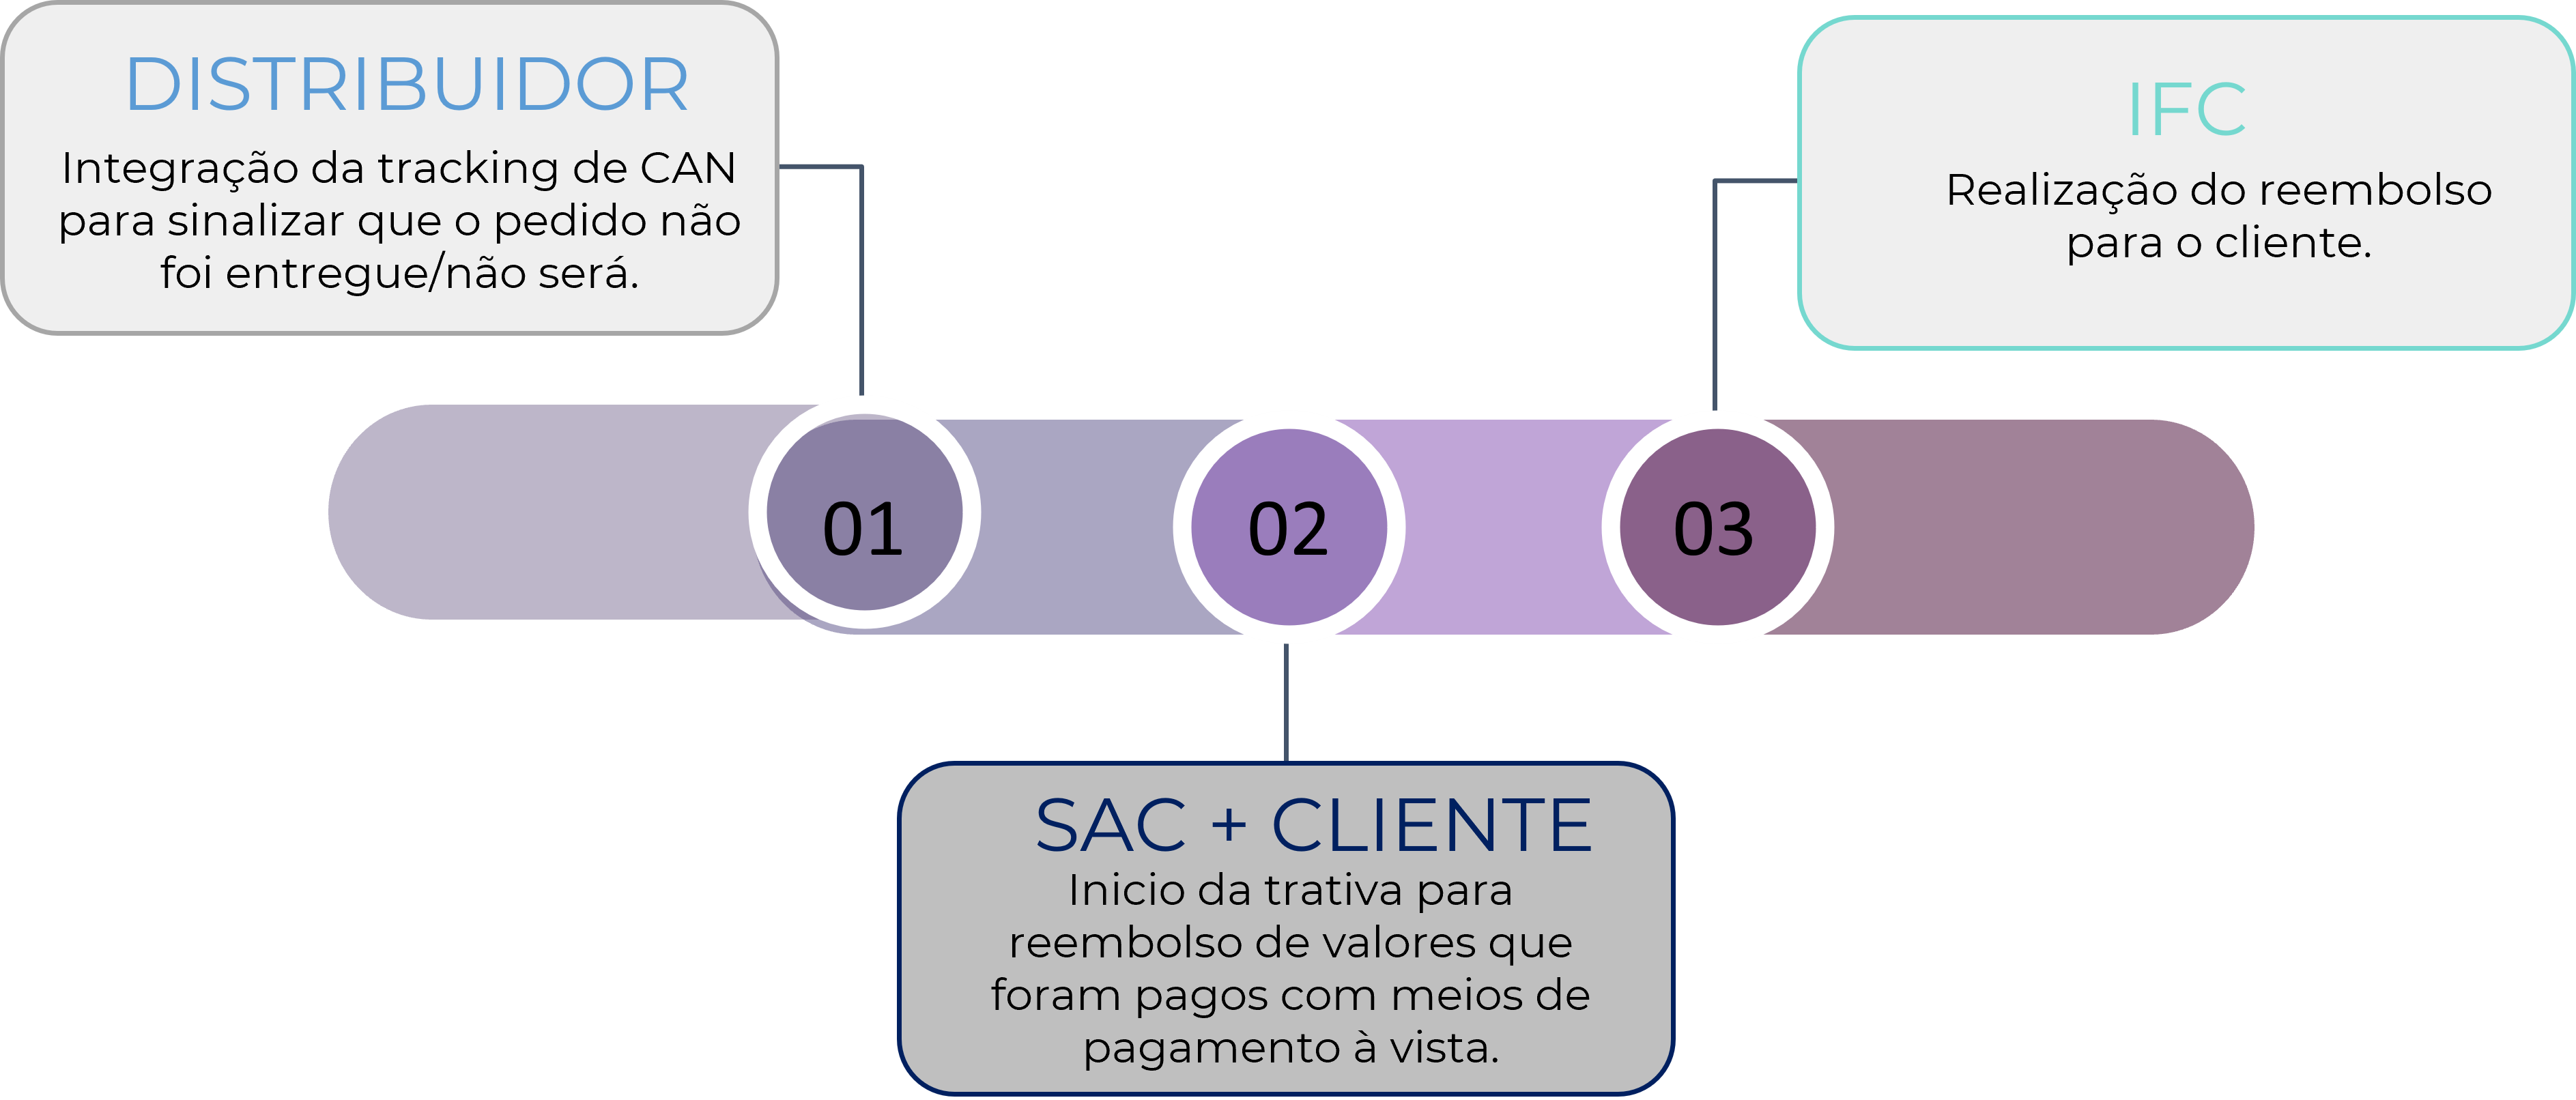 DISTRIBUIDOR
Integração da tracking de CAN
para sinalizar que o pedido não
foi entregue/não será.
IFC
Realização do reembolso
para o cliente.
01
02
03
SAC + CLIENTE
Inicio da trativa para
reembolso de valores que
foram pagos com meios de
pagamento à vista.